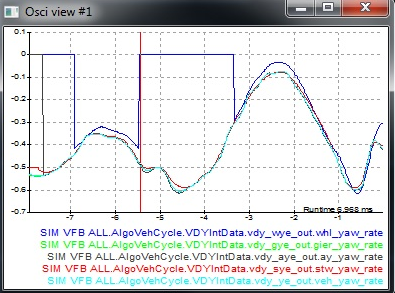 Osci view #1
0.1
0
-0.1
-0.2
-0.3
-0.4
-0.5
-0.6
-0.7
-7 -6 -5 -4 -3 -2 -1
Runtime 6.968 ms
SIM VFB ALL.AlgoVehCycle.VDYIntData.vdy_wye_out.whl_yaw_rate
SIM VFB ALL.AlgoVehCycle.VDYIntData.vdy_gye_out.gier_yaw_rate
SIM VFB ALL.AlgoVehCycle.VDYIntData.vdy_aye_out.ay_yaw_rate
SIM VFB ALL.AlgoVehCycle.VDYIntData.vdy_sye_out.stw_yaw_rate
SIM VFB ALL.AlgoVehCycle.VDYIntData.vdy_ye_out.veh_yaw_rate